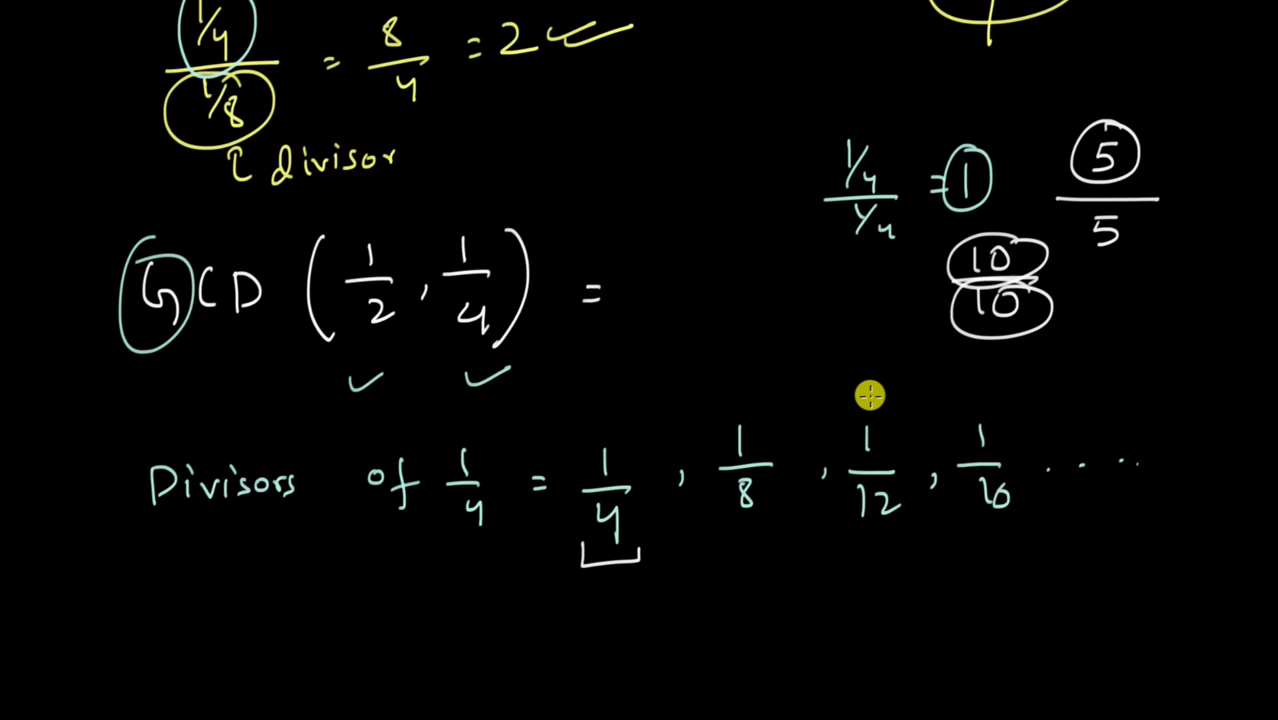 1/4 / 1/8 = 8/4 = 2
divisor
1/4 / 1/4 = 1
5/5
10/10
GCD (1/2, 1/4) =
Divisors of 1/4 = 1/4, 1/8, 1/12, 1/16 .....